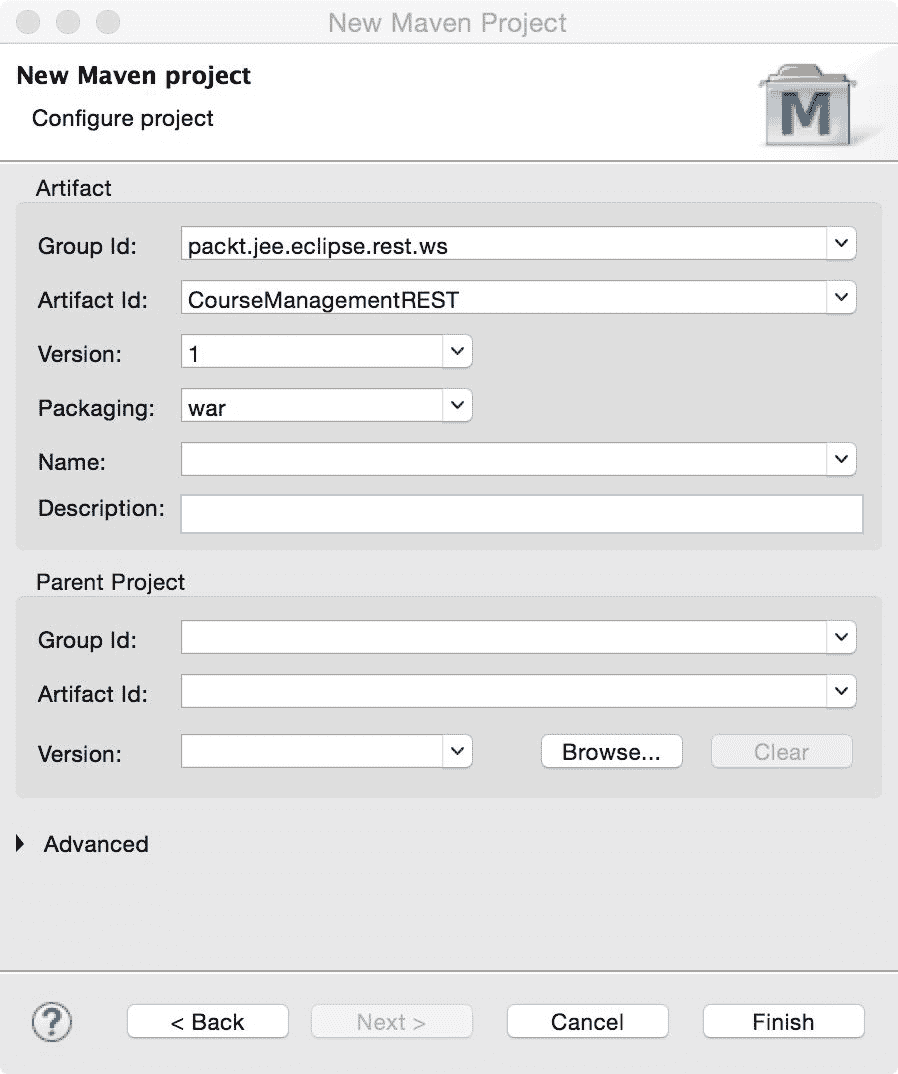 New Maven Project
New Maven project
Configure project
M
Artifact
Group Id: packt.jee.eclipse.rest.ws
Artifact Id: CourseManagementREST
Version: 1
Packaging: war
Name:
Description:
Parent Project
Group Id:
Artifact Id:
Version: Browse... Clear
Advanced
? < Back Next > Cancel Finish